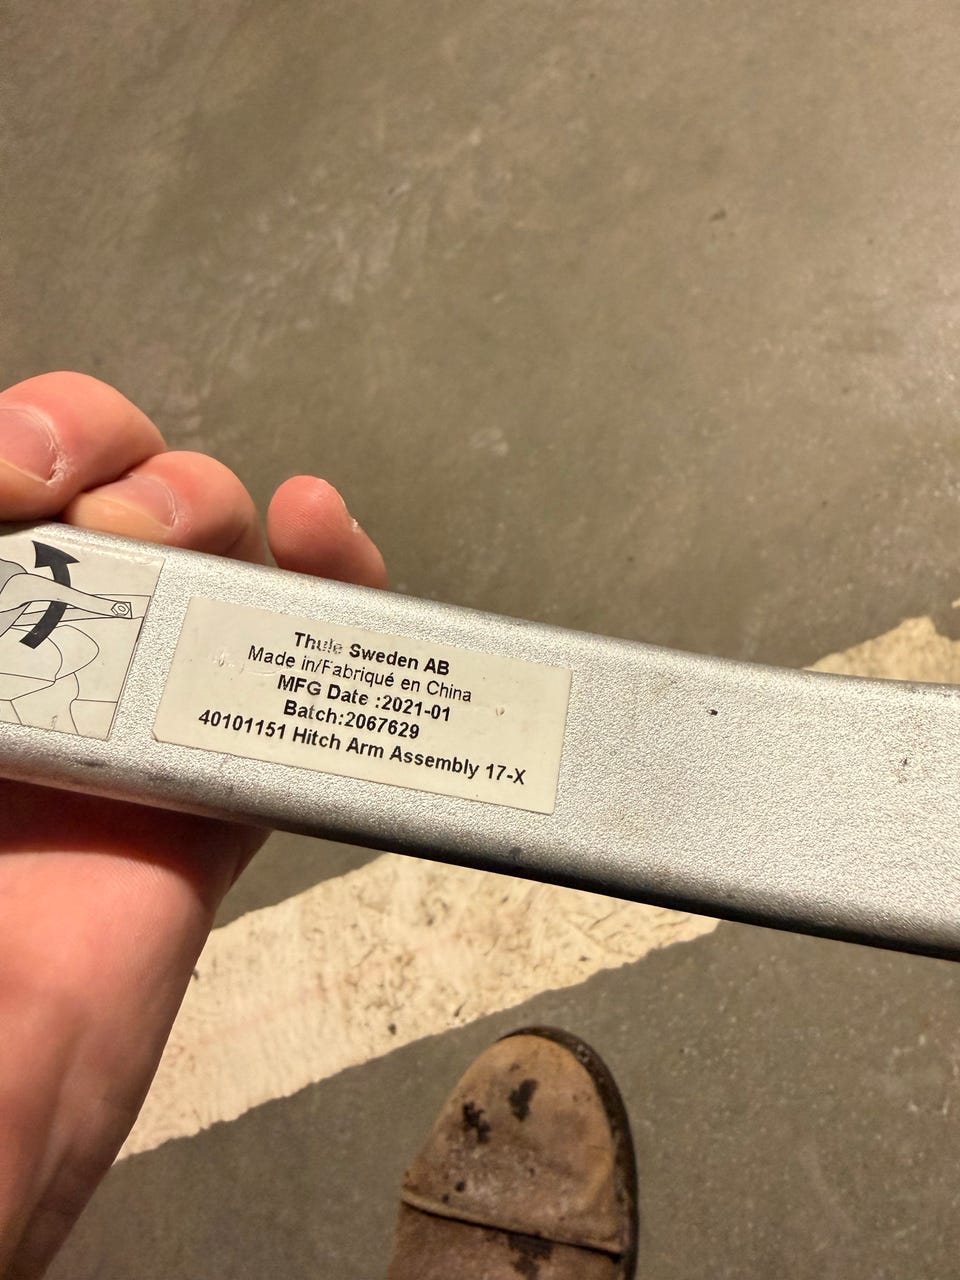 Thule Sweden AB
Made in/Fabriqué en China
MFG Date :2021-01
Batch:2067629
40101151 Hitch Arm Assembly 17-X